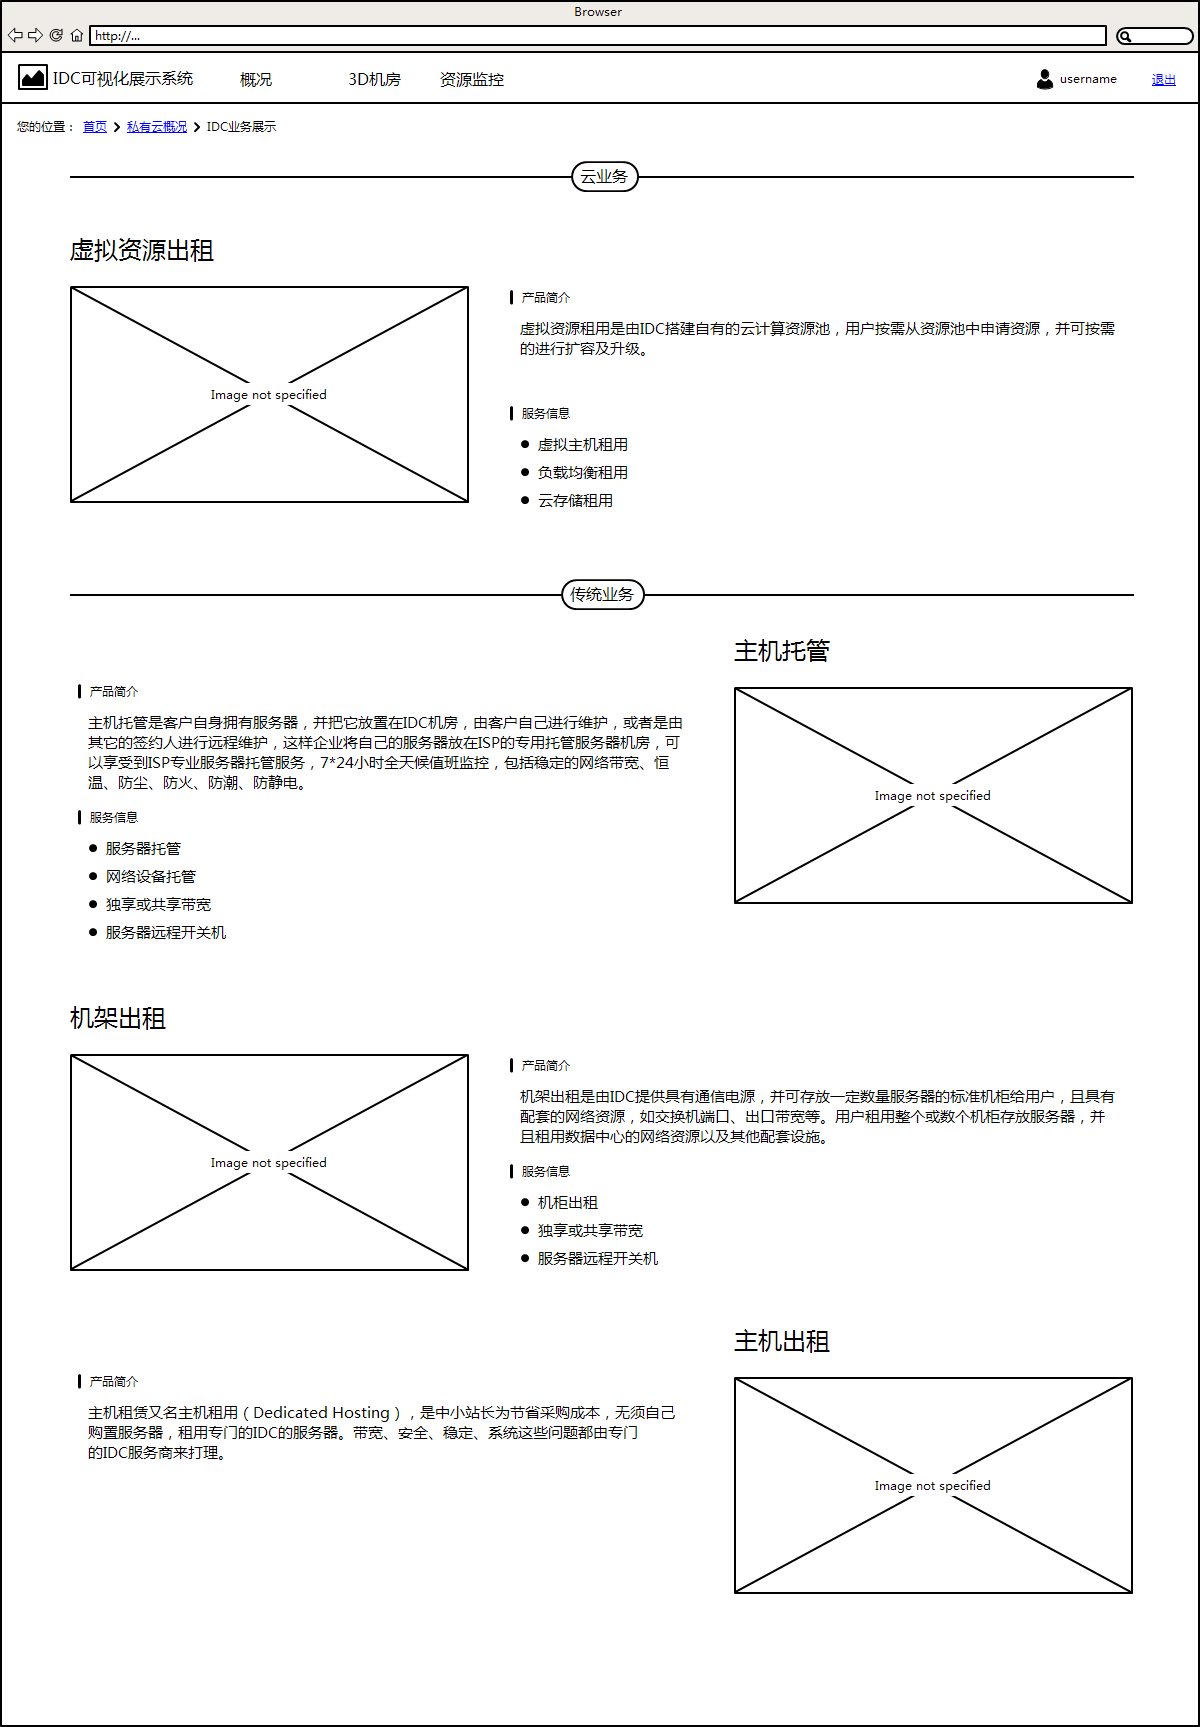 Browser
http://...
IDC可视化展示系统 概况 3D机房 资源监控 username 退出
您的位置： 首页 私有云概况 IDC业务展示
云业务
虚拟资源出租
Image not specified
产品简介
虚拟资源租用是由IDC搭建自有的云计算资源池，用户按需从资源池中申请资源，并可按需
的进行扩容及升级。
服务信息
虚拟主机租用
负载均衡租用
云存储租用
传统业务
主机托管
产品简介
主机托管是客户自身拥有服务器，并把它放置在IDC机房，由客户自己进行维护，或者是由
其它的签约人进行远程维护，这样企业将自己的服务器放在ISP的专用托管服务器机房，可
以享受到ISP专业服务器托管服务，7*24小时全天候值班监控，包括稳定的网络带宽、恒
温、防尘、防火、防潮、防静电。
Image not specified
服务信息
服务器托管
网络设备托管
独享或共享带宽
服务器远程开关机
机架出租
Image not specified
产品简介
机架出租是由IDC提供具有通信电源，并可存放一定数量服务器的标准机柜给用户，且具有
配套的网络资源，如交换机端口、出口带宽等。用户租用整个或数个机柜存放服务器，并
且租用数据中心的网络资源以及其他配套设施。
服务信息
机柜出租
独享或共享带宽
服务器远程开关机
主机出租
产品简介
主机租赁又名主机租用（Dedicated Hosting），是中小站长为节省采购成本，无须自己
购置服务器，租用专门的IDC的服务器。带宽、安全、稳定、系统这些问题都由专门
的IDC服务商来打理。
Image not specified